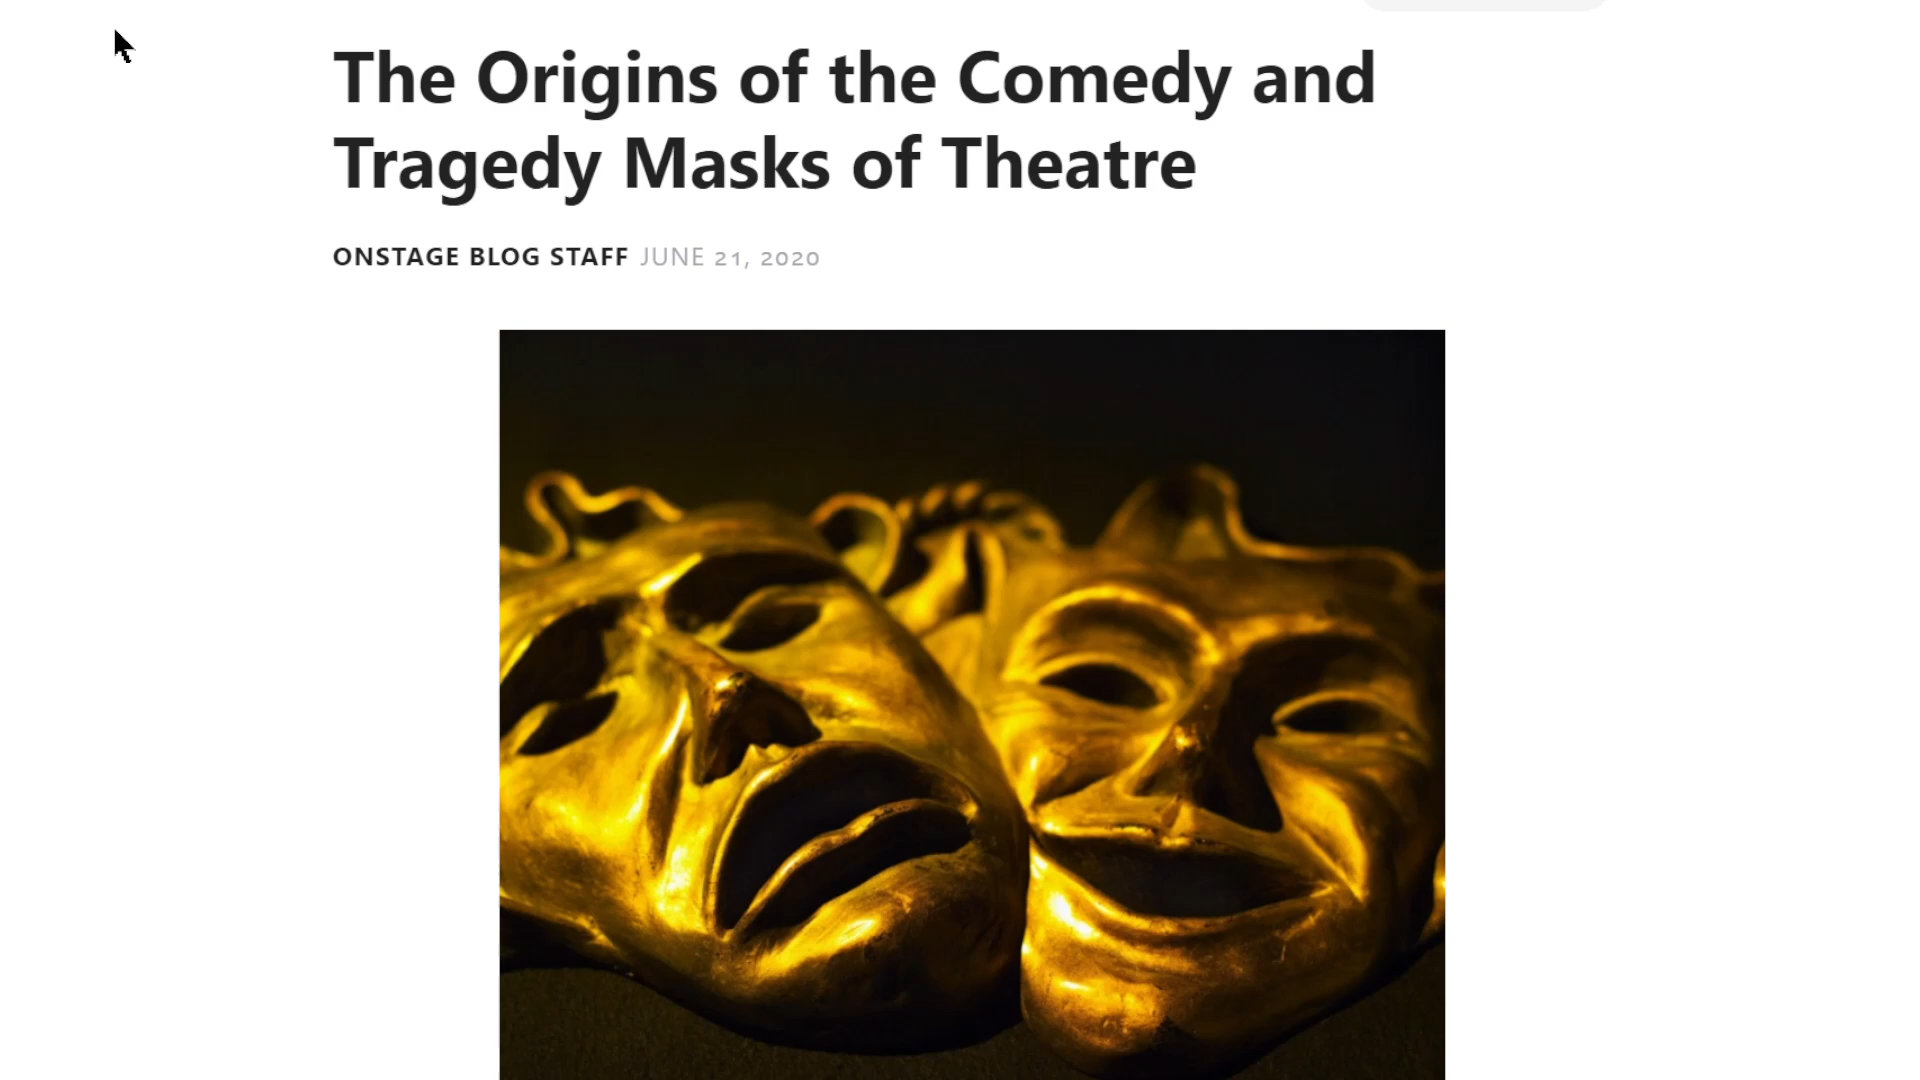 The Origins of the Comedy and
Tragedy Masks of Theatre
ONSTAGE BLOG STAFF JUNE 21, 2020